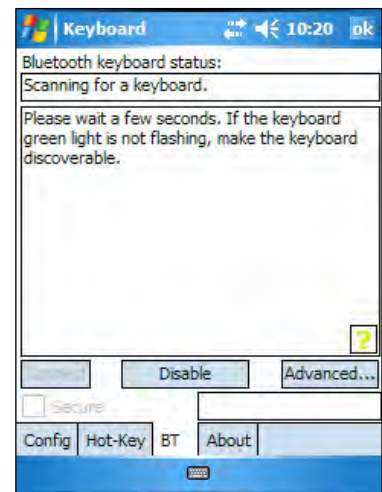 Keyboard 10:20 ok
Bluetooth keyboard status:
Scanning for a keyboard.
Please wait a few seconds. If the keyboard
green light is not flashing, make the keyboard
discoverable.
?
Disable Advanced...
Secure
Config Hot-Key BT About